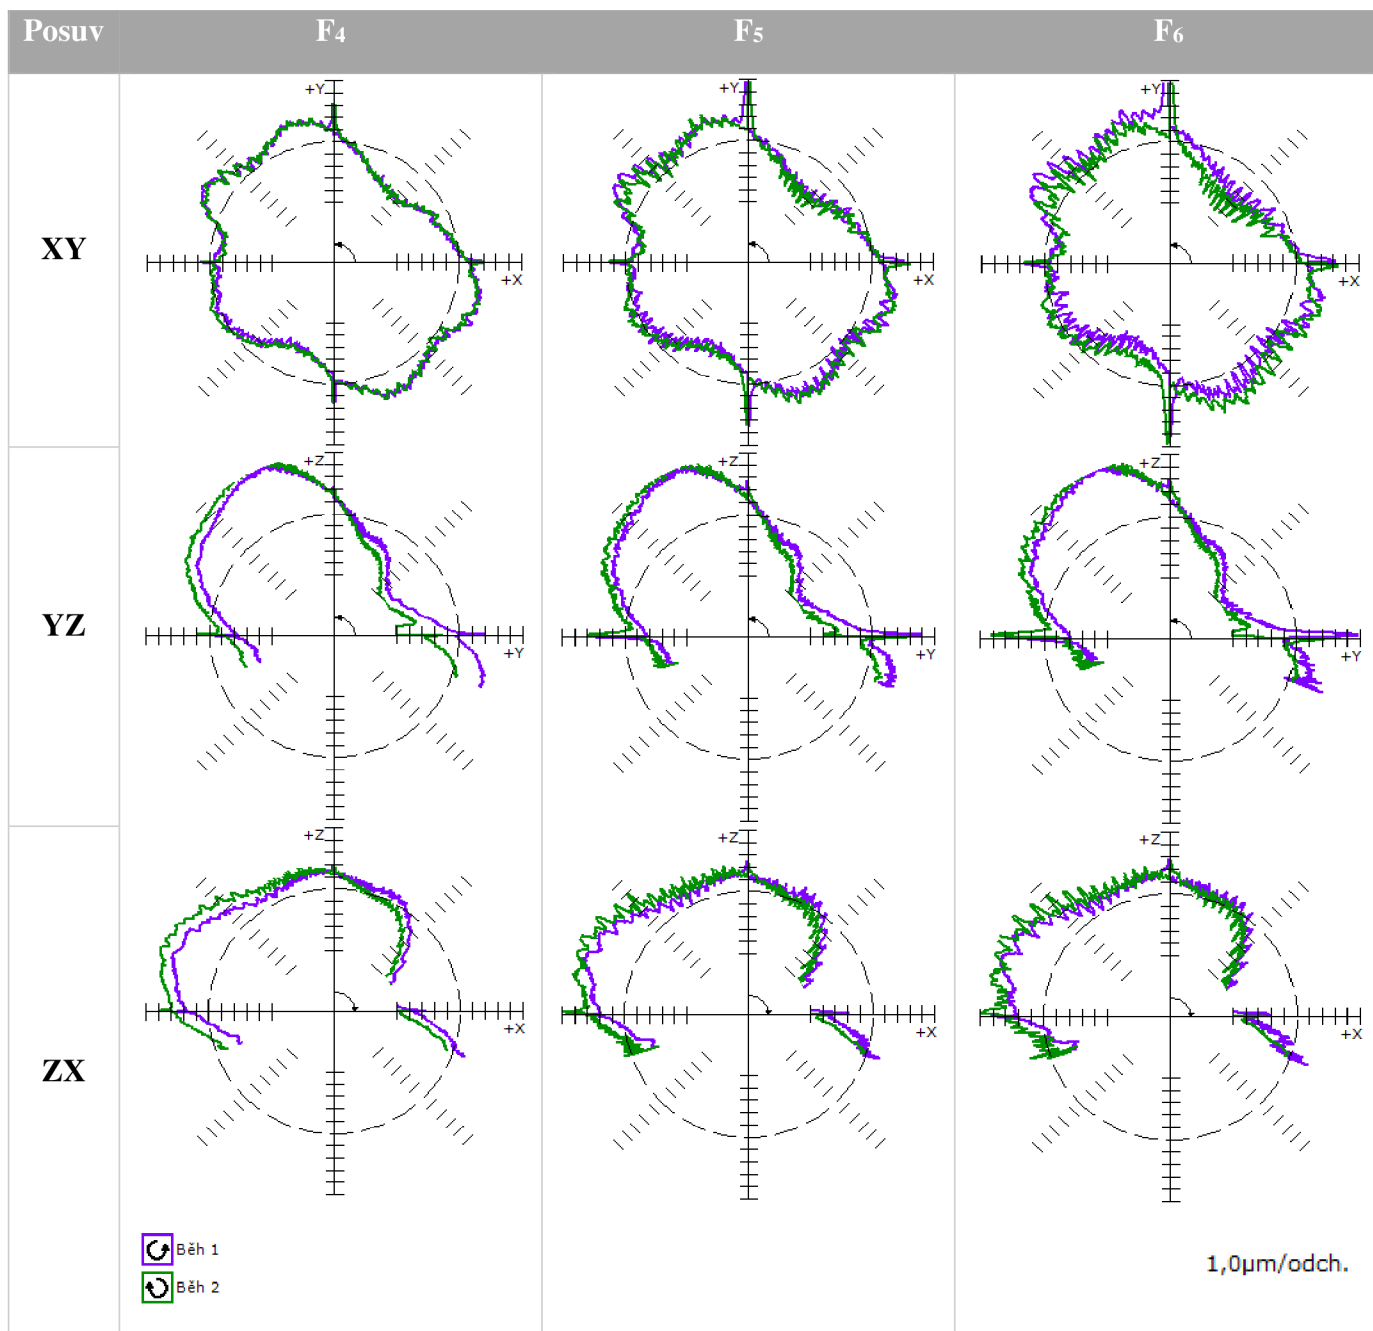 Posuv F₄ F₅ F₆
XY
+Y +X
+Y +X
+Y +X
YZ
+Z +Y
+Z +Y
+Z +Y
ZX
+Z +X
+Z +X
+Z +X
Běh 1
Běh 2
1,0µm/odch.